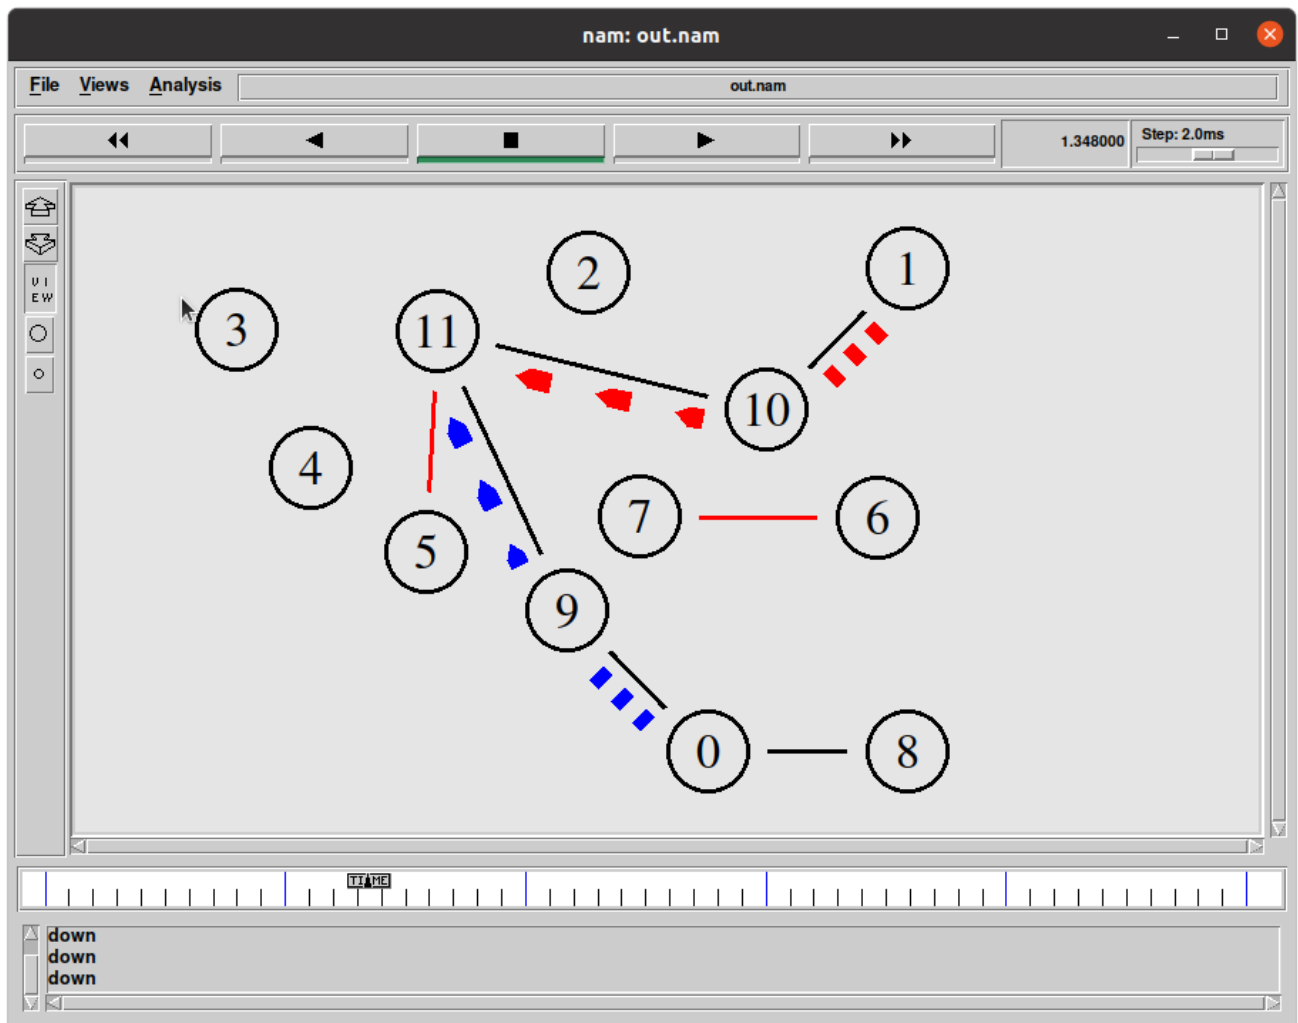 nam: out.nam
File Views Analysis out.nam
1.348000 Step: 2.0ms
V I
E W
2
1
3
11
10
4
7
6
5
9
0
8
TIME
down
down
down